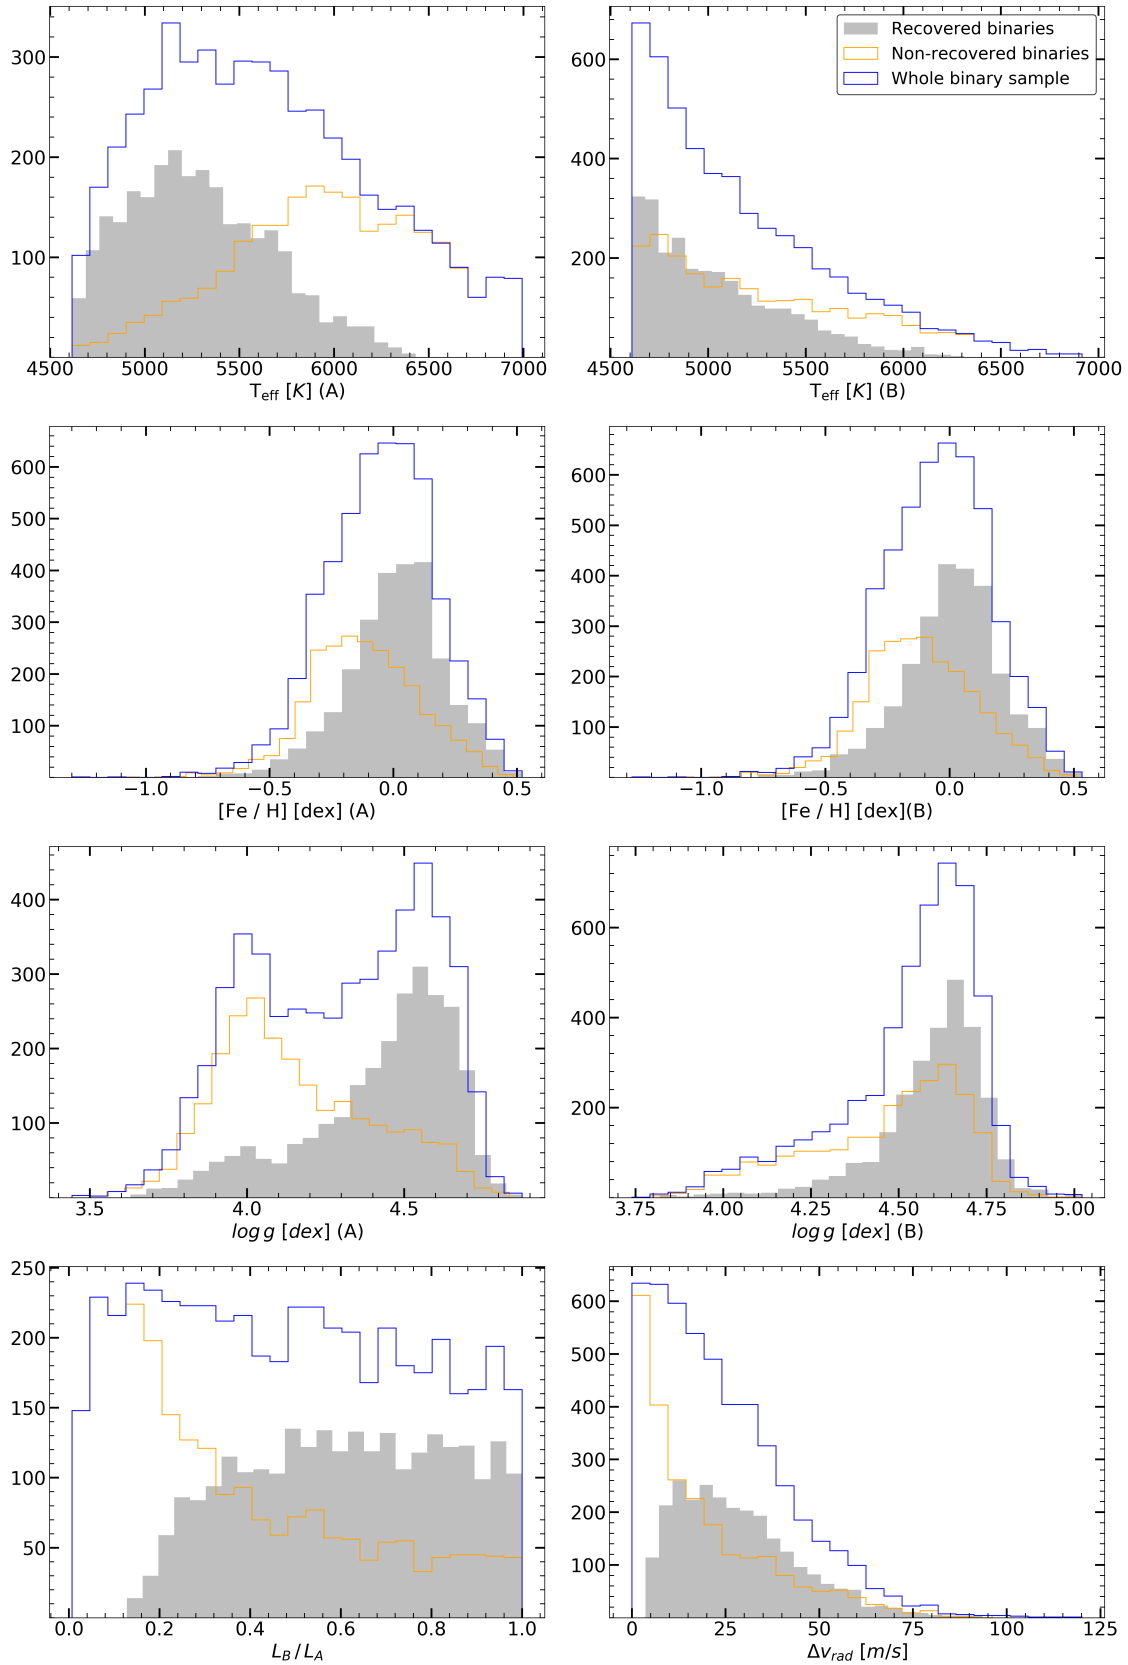 300
200
100
4500 5000 5500 6000 6500 7000
T_eff [K] (A)
600
400
200
4500 5000 5500 6000 6500 7000
T_eff [K] (B)
Recovered binaries
Non-recovered binaries
Whole binary sample
600
500
400
300
200
100
−1.0 −0.5 0.0 0.5
[Fe / H] [dex] (A)
600
500
400
300
200
100
−1.0 −0.5 0.0 0.5
[Fe / H] [dex](B)
400
300
200
100
3.5 4.0 4.5
log g [dex] (A)
600
400
200
3.75 4.00 4.25 4.50 4.75 5.00
log g [dex] (B)
250
200
150
100
50
0.0 0.2 0.4 0.6 0.8 1.0
L_B / L_A
600
500
400
300
200
100
0 25 50 75 100 125
Δv_rad [m/s]